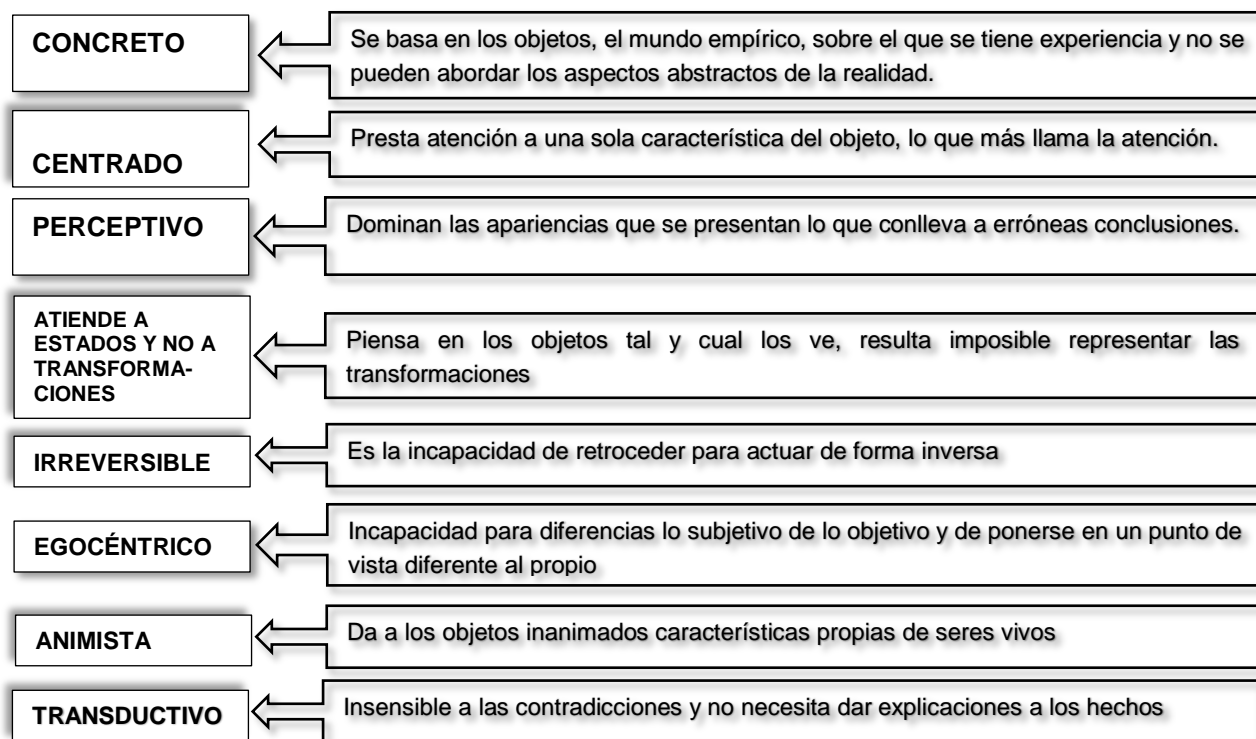 CONCRETO
Se basa en los objetos, el mundo empírico, sobre el que se tiene experiencia y no se
pueden abordar los aspectos abstractos de la realidad.
CENTRADO
Presta atención a una sola característica del objeto, lo que más llama la atención.
PERCEPTIVO
Dominan las apariencias que se presentan lo que conlleva a erróneas conclusiones.
ATIENDE A
ESTADOS Y NO A
TRANSFORMA-
CIONES
Piensa en los objetos tal y cual los ve, resulta imposible representar las
transformaciones
IRREVERSIBLE
Es la incapacidad de retroceder para actuar de forma inversa
EGOCÉNTRICO
Incapacidad para diferencias lo subjetivo de lo objetivo y de ponerse en un punto de
vista diferente al propio
ANIMISTA
Da a los objetos inanimados características propias de seres vivos
TRANSDUCTIVO
Insensible a las contradicciones y no necesita dar explicaciones a los hechos